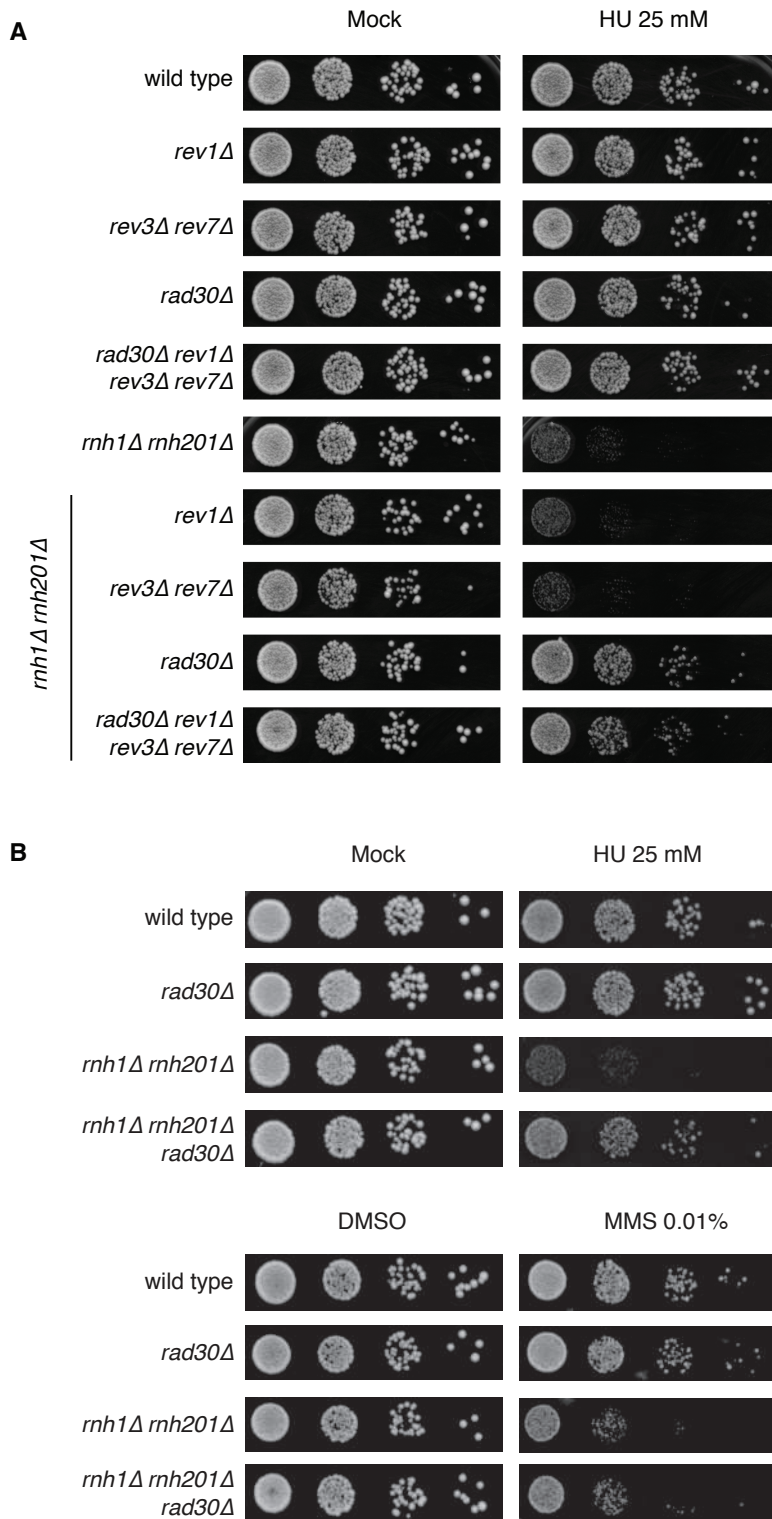 A
Mock HU 25 mM
wild type
rev1Δ
rev3Δ rev7Δ
rad30Δ
rad30Δ rev1Δ
rev3Δ rev7Δ
rnh1Δ rnh201Δ
rnh1Δ rnh201Δ
rev1Δ
rev3Δ rev7Δ
rad30Δ
rad30Δ rev1Δ
rev3Δ rev7Δ
B
Mock HU 25 mM
wild type
rad30Δ
rnh1Δ rnh201Δ
rnh1Δ rnh201Δ
rad30Δ
DMSO MMS 0.01%
wild type
rad30Δ
rnh1Δ rnh201Δ
rnh1Δ rnh201Δ
rad30Δ